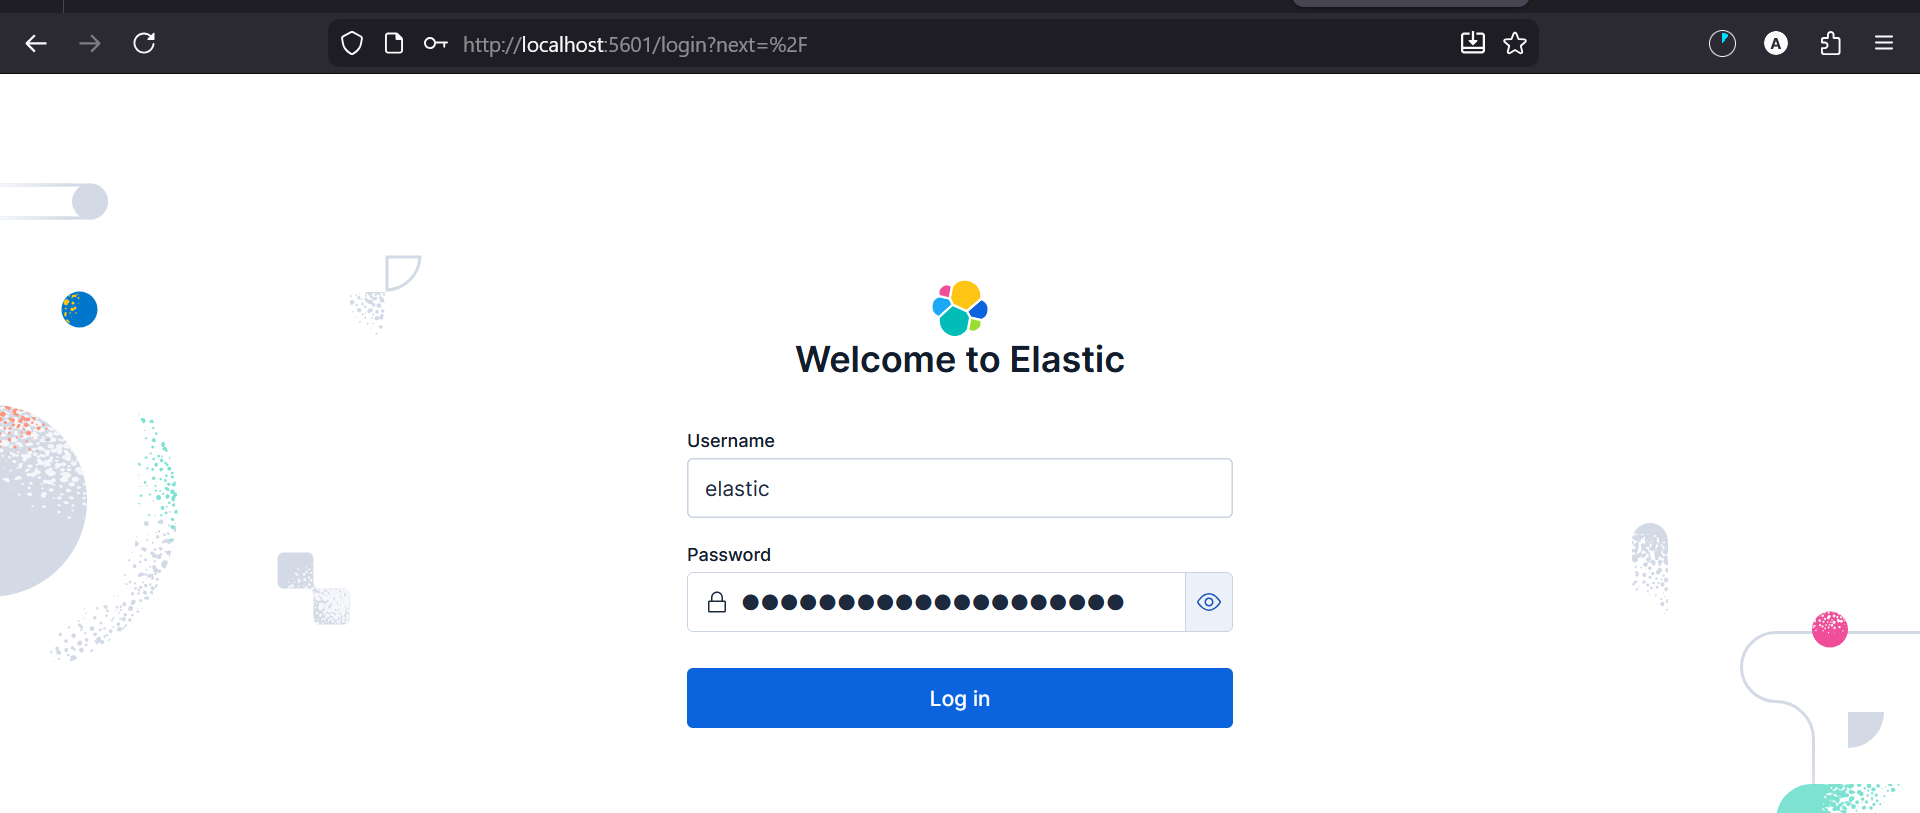 http://localhost:5601/login?next=%2F
A
Welcome to Elastic
Username
elastic
Password
●●●●●●●●●●●●●●●●●●●●
Log in